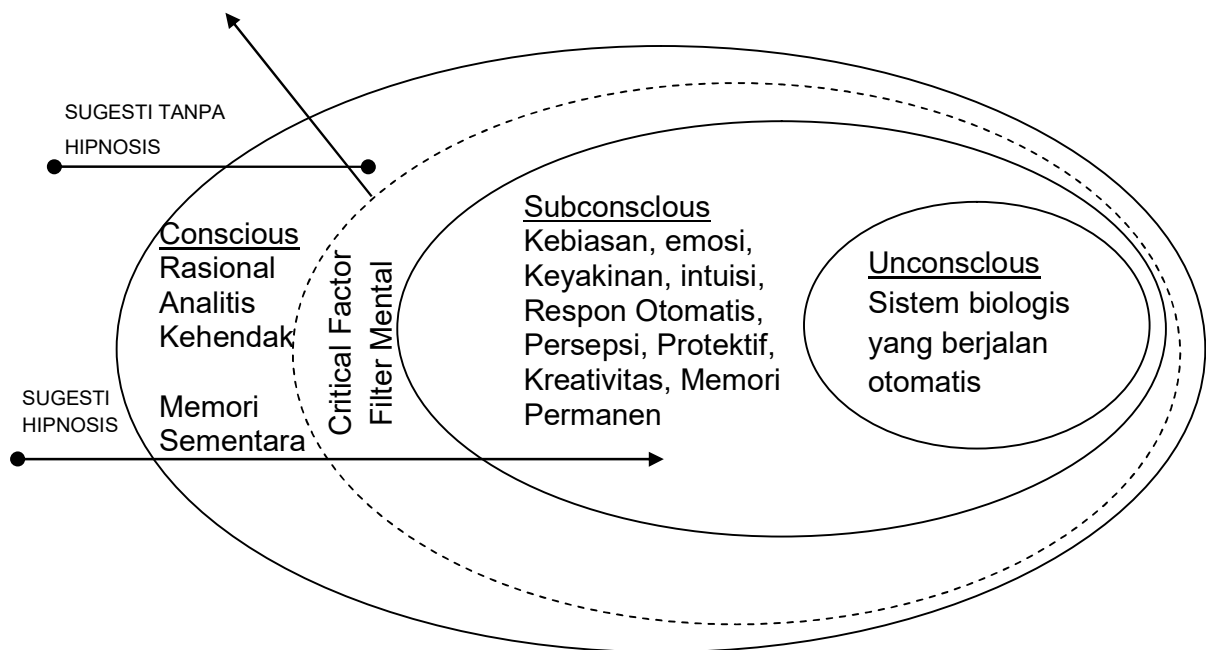 SUGESTI TANPA
HIPNOSIS
Conscious
Rasional
Analitis
Kehendak
Memori
Sementara
SUGESTI
HIPNOSIS
Critical Factor
Filter Mental
Subconsclous
Kebiasan, emosi,
Keyakinan, intuisi,
Respon Otomatis,
Persepsi, Protektif,
Kreativitas, Memori
Permanen
Unconsclous
Sistem biologis
yang berjalan
otomatis